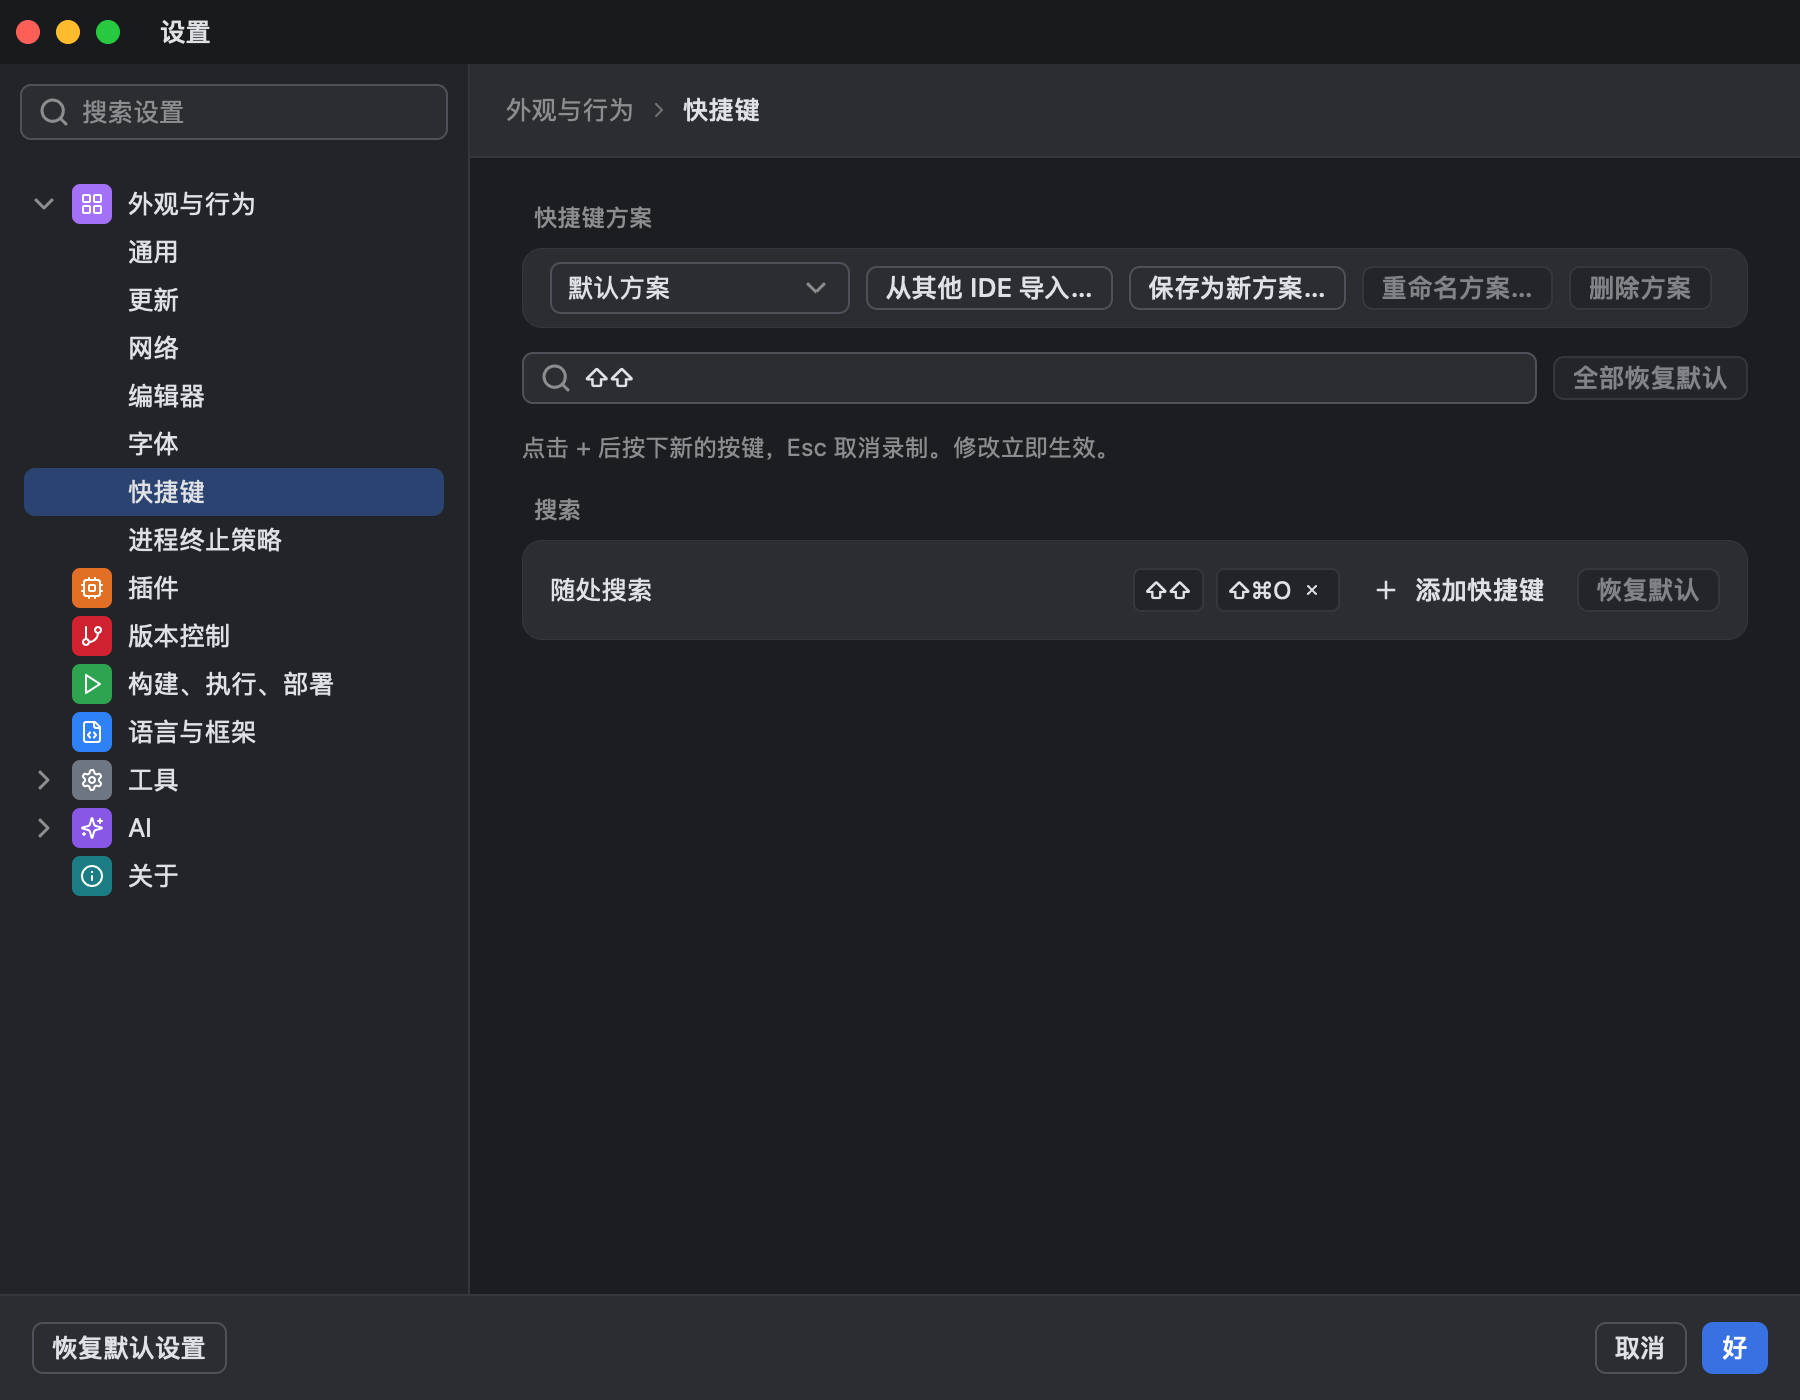 设置
搜索设置
外观与行为
通用
更新
网络
编辑器
字体
快捷键
进程终止策略
插件
版本控制
构建、执行、部署
语言与框架
工具
AI
关于
外观与行为 > 快捷键
快捷键方案
默认方案 从其他 IDE 导入... 保存为新方案... 重命名方案... 删除方案
⇧⇧ 全部恢复默认
点击 + 后按下新的按键，Esc 取消录制。修改立即生效。
搜索
随处搜索 ⇧⇧ ⇧⌘O × + 添加快捷键 恢复默认
恢复默认设置 取消 好